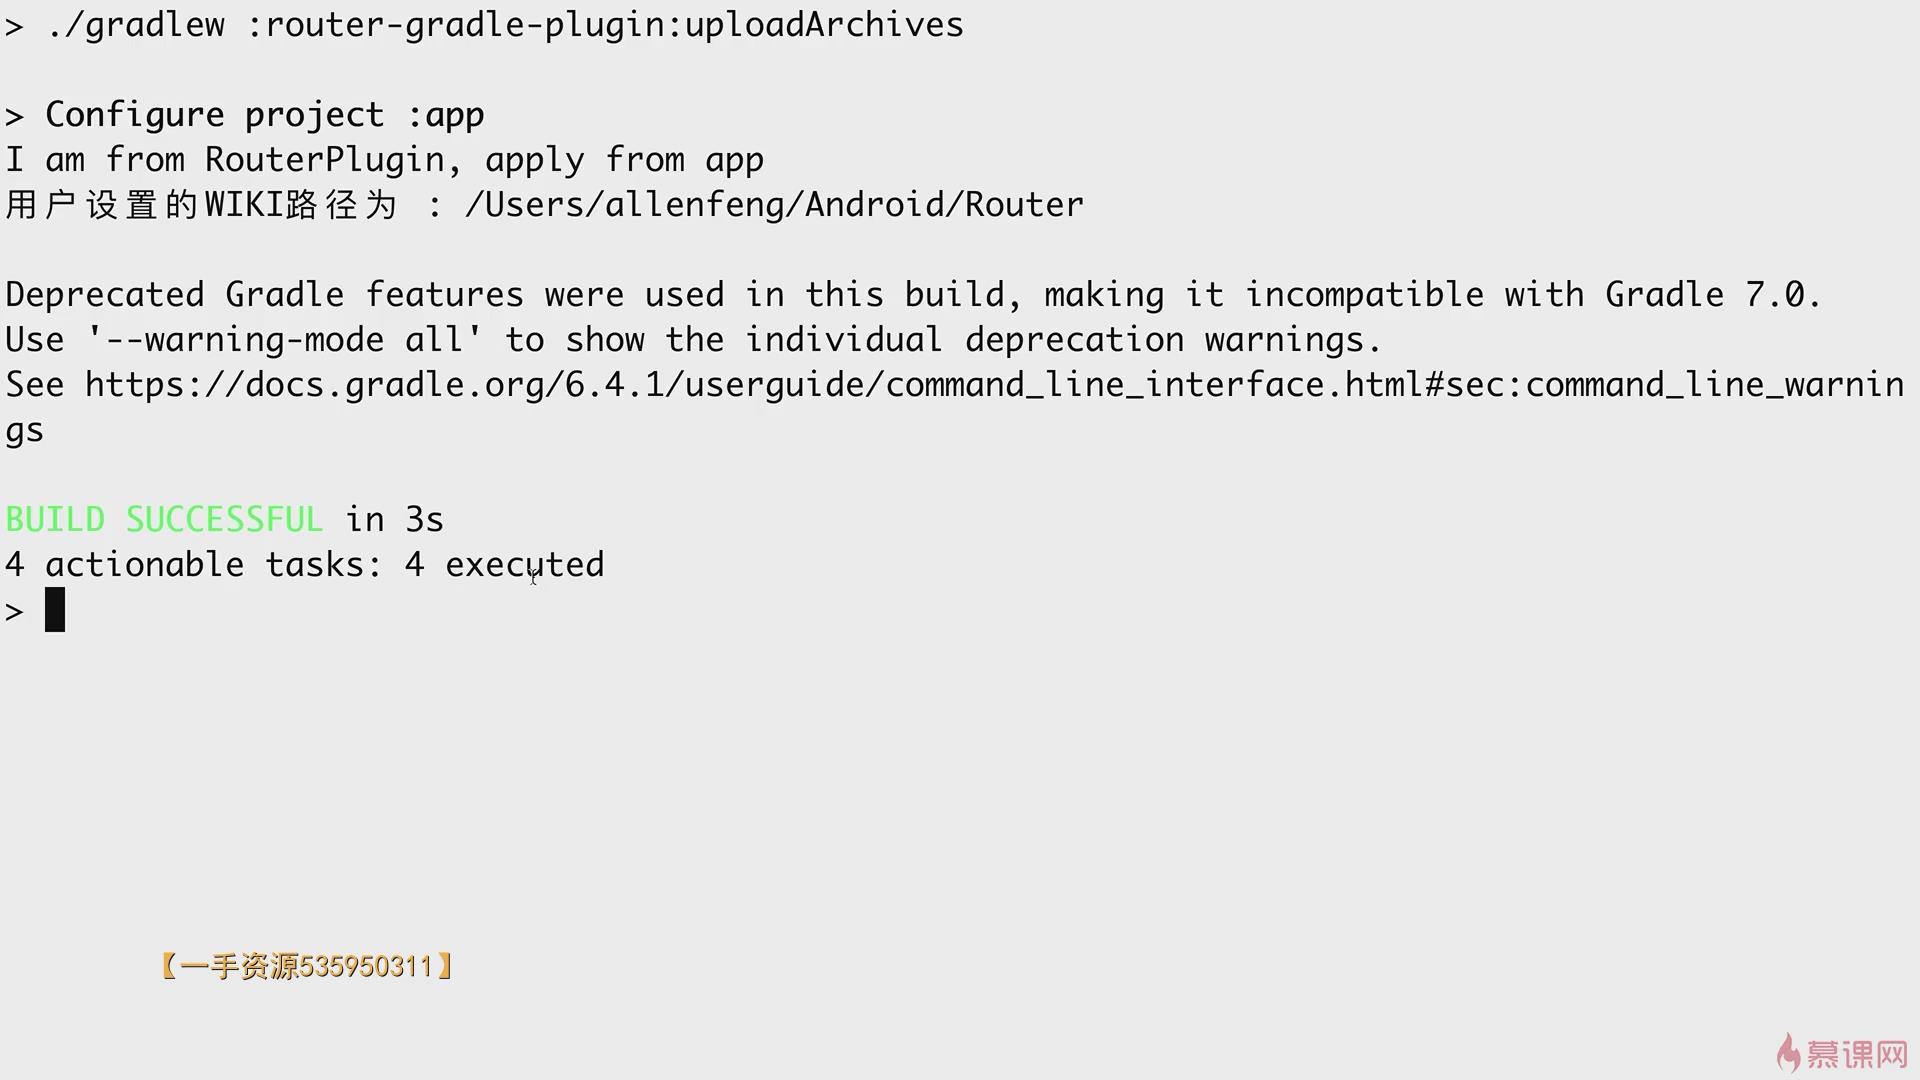 > ./gradlew :router-gradle-plugin:uploadArchives
> Configure project :app
I am from RouterPlugin, apply from app
用户设置的WIKI路径为 : /Users/allenfeng/Android/Router
Deprecated Gradle features were used in this build, making it incompatible with Gradle 7.0.
Use '--warning-mode all' to show the individual deprecation warnings.
See https://docs.gradle.org/6.4.1/userguide/command_line_interface.html#sec:command_line_warnin
gs
BUILD SUCCESSFUL in 3s
4 actionable tasks: 4 executed
>
【一手资源535950311】
慕课网